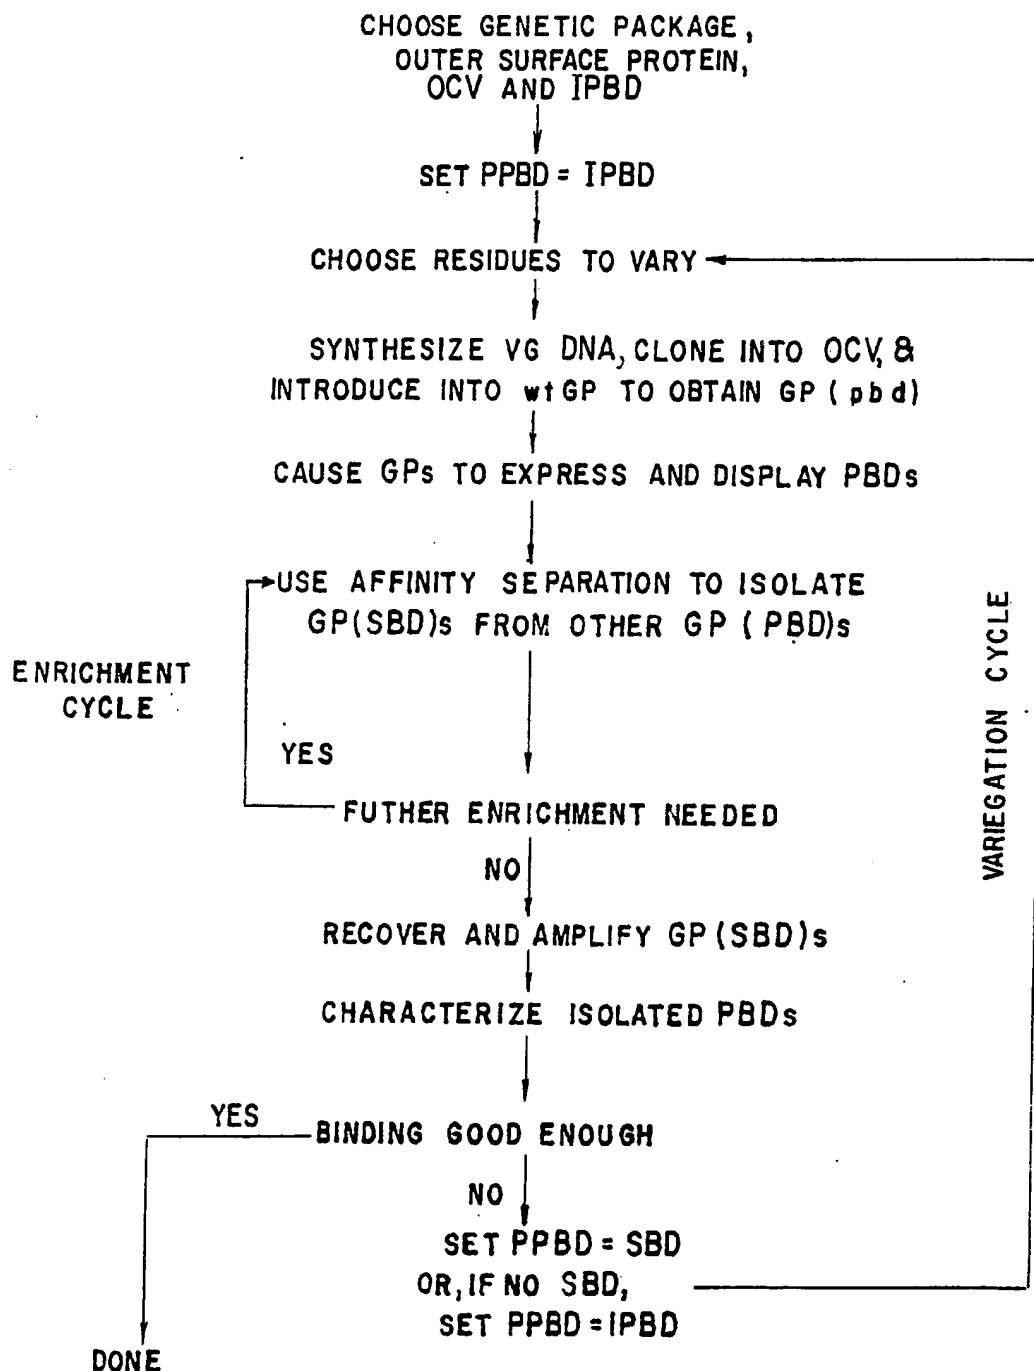 CHOOSE GENETIC PACKAGE,
OUTER SURFACE PROTEIN,
OCV AND IPBD
SET PPBD = IPBD
CHOOSE RESIDUES TO VARY
SYNTHESIZE VG DNA, CLONE INTO OCV, &
INTRODUCE INTO wtGP TO OBTAIN GP (pbd)
CAUSE GPs TO EXPRESS AND DISPLAY PBDs
USE AFFINITY SEPARATION TO ISOLATE
GP(SBD)s FROM OTHER GP (PBD)s
ENRICHMENT
CYCLE
YES
VARIEGATION CYCLE
FUTHER ENRICHMENT NEEDED
NO
RECOVER AND AMPLIFY GP (SBD)s
CHARACTERIZE ISOLATED PBDs
YES
BINDING GOOD ENOUGH
NO
SET PPBD = SBD
OR, IF NO SBD,
SET PPBD = IPBD
DONE